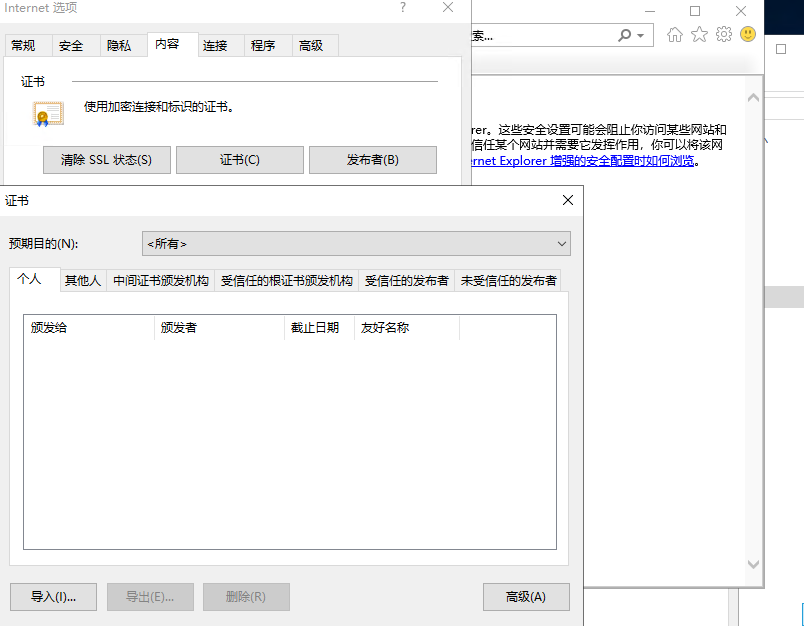 Internet 选项
?
常规 安全 隐私 内容 连接 程序 高级
证书
使用加密连接和标识的证书。
清除 SSL 状态(S) 证书(C) 发布者(B)
索...
rer。这些安全设置可能会阻止你访问某些网站和
信任某个网站并需要它发挥作用，你可以将该网
ernet Explorer 增强的安全配置时如何浏览。
证书
预期目的(N): <所有>
个人 其他人 中间证书颁发机构 受信任的根证书颁发机构 受信任的发布者 未受信任的发布者
颁发给 颁发者 截止日期 友好名称
导入(I)... 导出(E)... 删除(R) 高级(A)